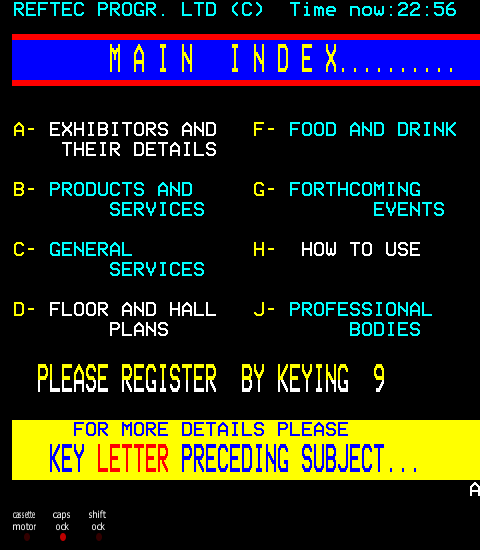 REFTEC PROGR. LTD (C)  Time now:22:56
MAIN INDEX..........
A- EXHIBITORS AND
THEIR DETAILS
F- FOOD AND DRINK
B- PRODUCTS AND
SERVICES
G- FORTHCOMING
EVENTS
C- GENERAL
SERVICES
H- HOW TO USE
D- FLOOR AND HALL
PLANS
J- PROFESSIONAL
BODIES
PLEASE REGISTER BY KEYING 9
FOR MORE DETAILS PLEASE
KEY LETTER PRECEDING SUBJECT...
A
cassette
motor
caps
ock
shift
ock